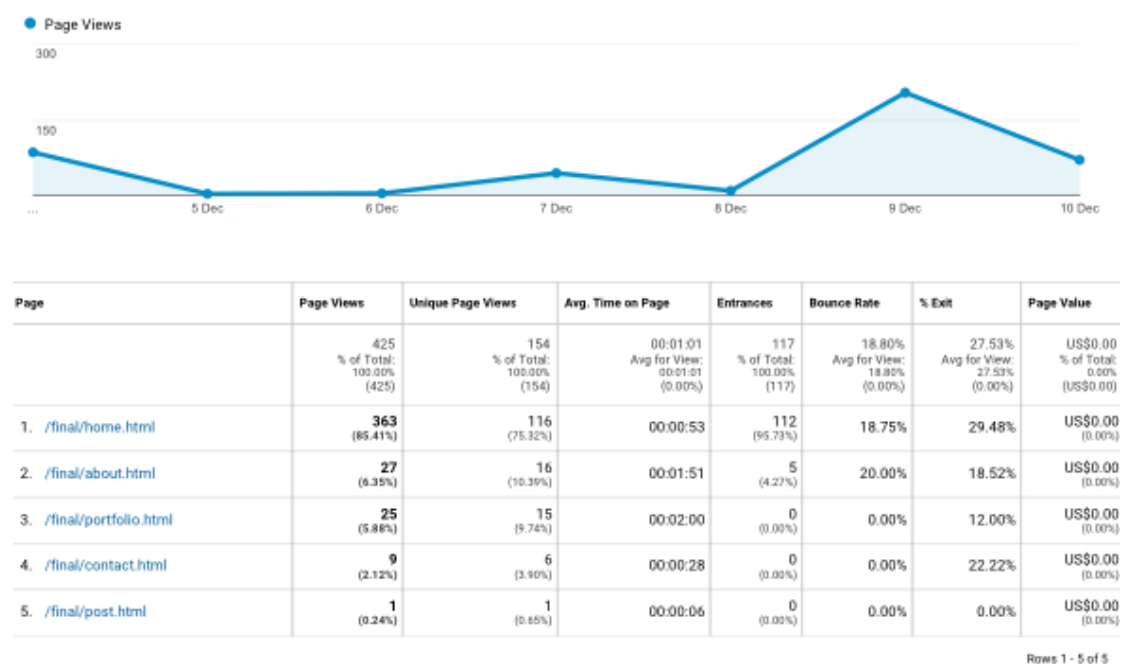 Page Views
300
150
... 5 Dec 6 Dec 7 Dec 8 Dec 9 Dec 10 Dec
Page Page Views Unique Page Views Avg. Time on Page Entrances Bounce Rate % Exit Page Value
425 154 00:01:01 117 18.80% 27.53% US$0.00
% of Total: % of Total: Avg for View: % of Total: Avg for View: Avg for View: % of Total:
100.00% 100.00% 00:01:01 100.00% 18.80% 27.53% 0.00%
(425) (154) (0.00%) (117) (0.00%) (0.00%) (US$0.00)
1. /final/home.html 363 116 00:00:53 112 18.75% 29.48% US$0.00
(85.41%) (75.32%) (95.73%) (0.00%)
2. /final/about.html 27 16 00:01:51 5 20.00% 18.52% US$0.00
(6.35%) (10.39%) (4.27%) (0.00%)
3. /final/portfolio.html 25 15 00:02:00 0 0.00% 12.00% US$0.00
(5.88%) (9.74%) (0.00%) (0.00%)
4. /final/contact.html 9 6 00:00:28 0 0.00% 22.22% US$0.00
(2.12%) (3.90%) (0.00%) (0.00%)
5. /final/post.html 1 1 00:00:06 0 0.00% 0.00% US$0.00
(0.24%) (0.65%) (0.00%) (0.00%)
Rows 1 - 5 of 5